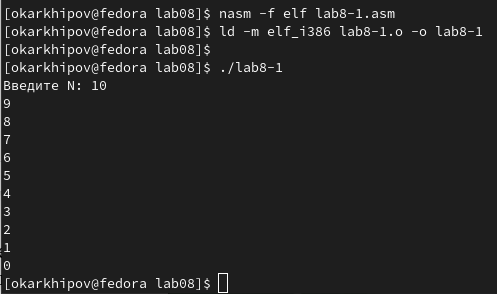 [okarkhipov@fedora lab08]$ nasm -f elf lab8-1.asm
[okarkhipov@fedora lab08]$ ld -m elf_i386 lab8-1.o -o lab8-1
[okarkhipov@fedora lab08]$
[okarkhipov@fedora lab08]$ ./lab8-1
Введите N: 10
9
8
7
6
5
4
3
2
1
0
[okarkhipov@fedora lab08]$